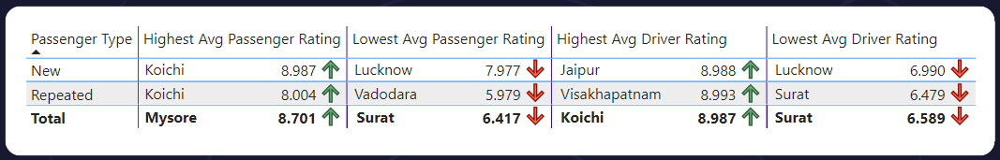 Passenger Type Highest Avg Passenger Rating Lowest Avg Passenger Rating Highest Avg Driver Rating Lowest Avg Driver Rating
New Koichi 8.987 Lucknow 7.977 Jaipur 8.988 Lucknow 6.990
Repeated Koichi 8.004 Vadodara 5.979 Visakhapatnam 8.993 Surat 6.479
Total Mysore 8.701 Surat 6.417 Koichi 8.987 Surat 6.589